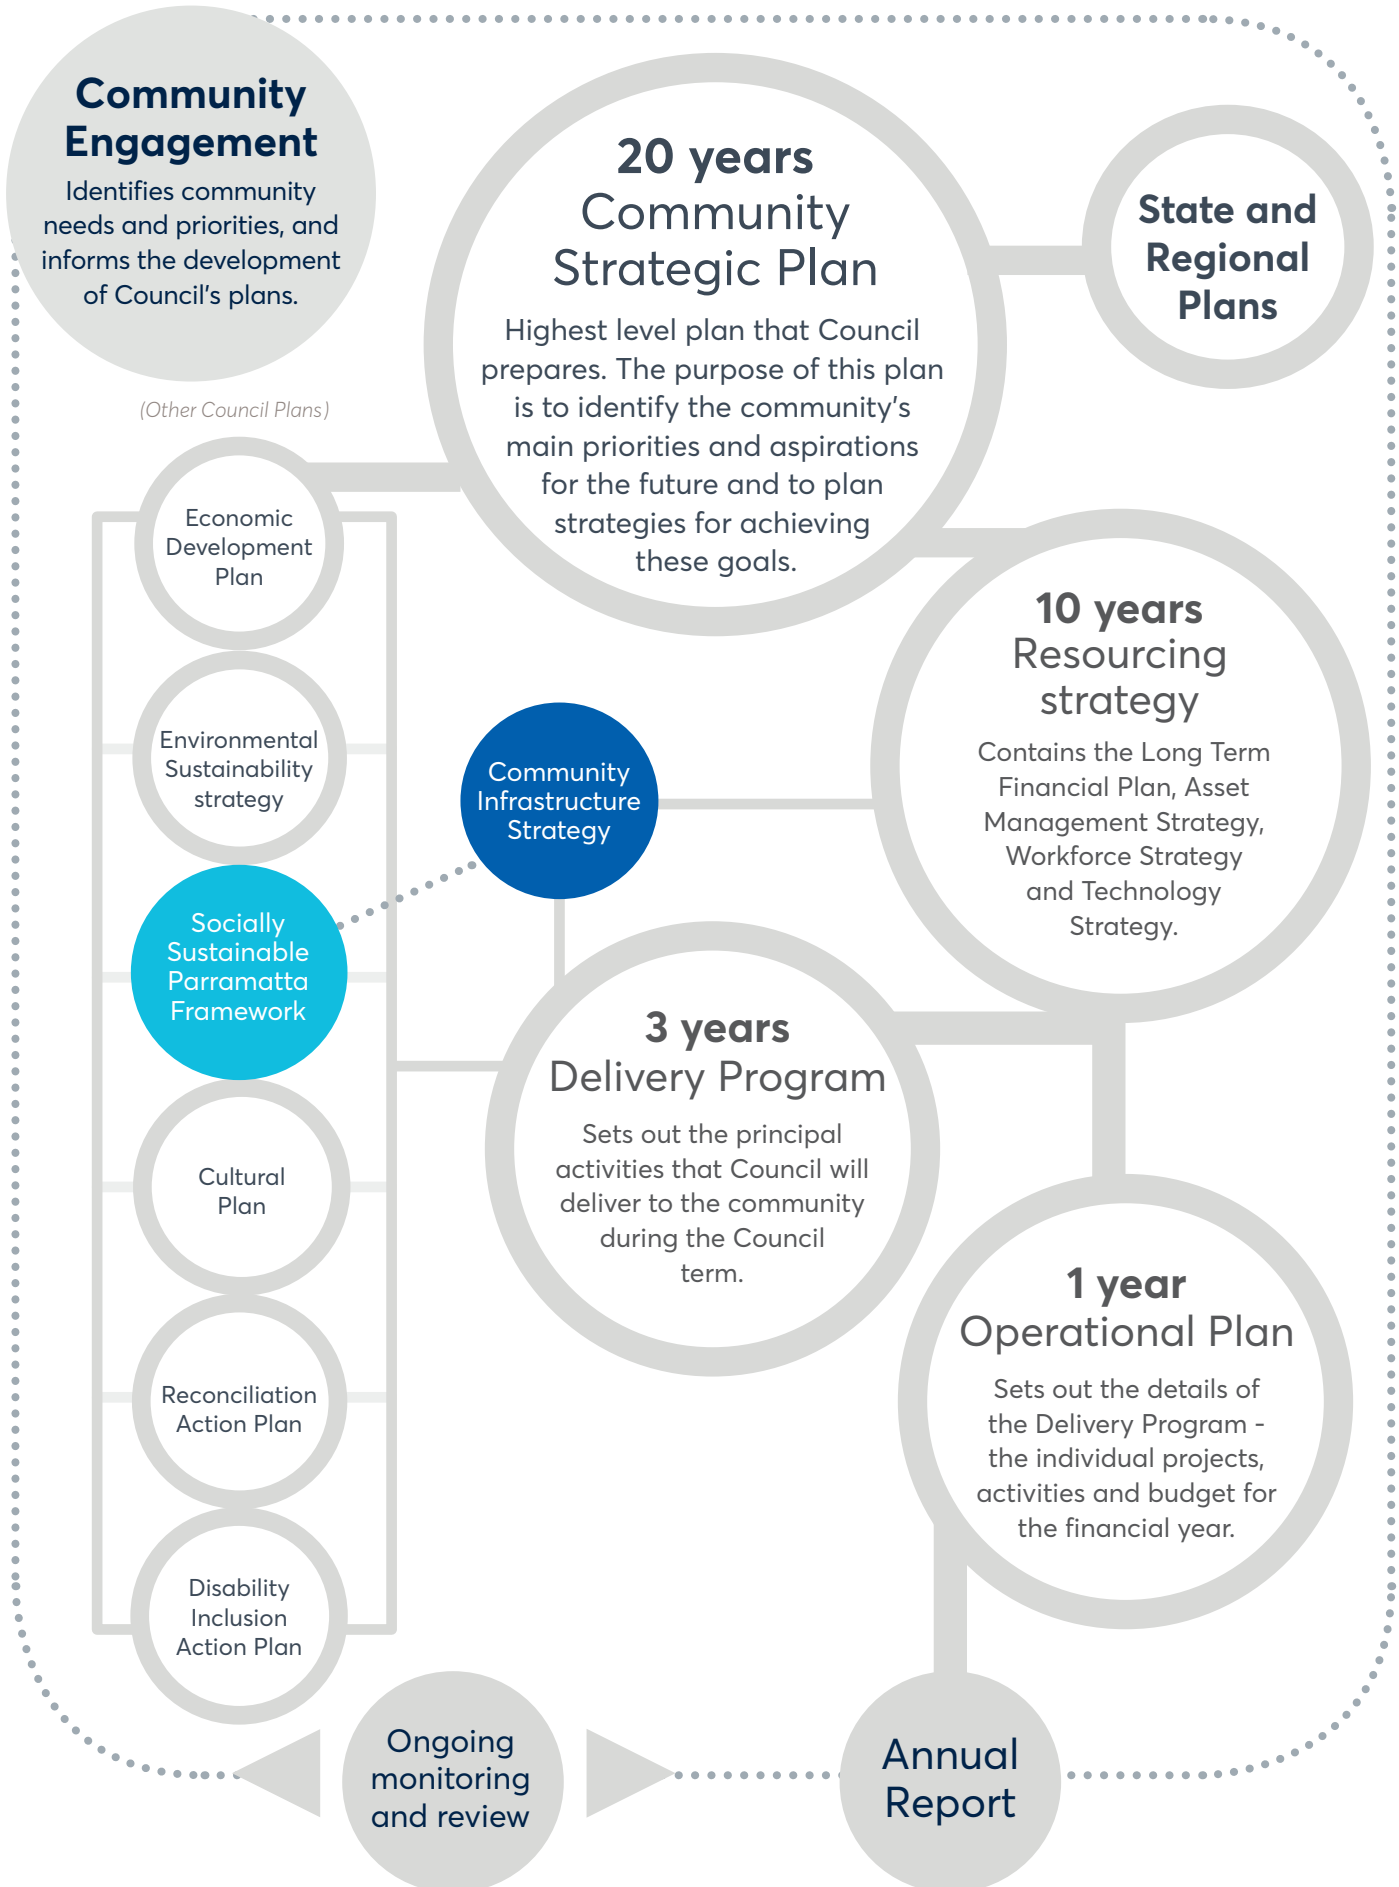 Community
Engagement
Identifies community
needs and priorities, and
informs the development
of Council's plans.
20 years
Community
Strategic Plan
Highest level plan that Council
prepares. The purpose of this plan
is to identify the community's
main priorities and aspirations
for the future and to plan
strategies for achieving
these goals.
State and
Regional
Plans
(Other Council Plans)
Economic
Development
Plan
Environmental
Sustainability
strategy
Socially
Sustainable
Parramatta
Framework
Cultural
Plan
Reconciliation
Action Plan
Disability
Inclusion
Action Plan
Community
Infrastructure
Strategy
10 years
Resourcing
strategy
Contains the Long Term
Financial Plan, Asset
Management Strategy,
Workforce Strategy
and Technology
Strategy.
3 years
Delivery Program
Sets out the principal
activities that Council will
deliver to the community
during the Council
term.
1 year
Operational Plan
Sets out the details of
the Delivery Program -
the individual projects,
activities and budget for
the financial year.
Ongoing
monitoring
and review
Annual
Report